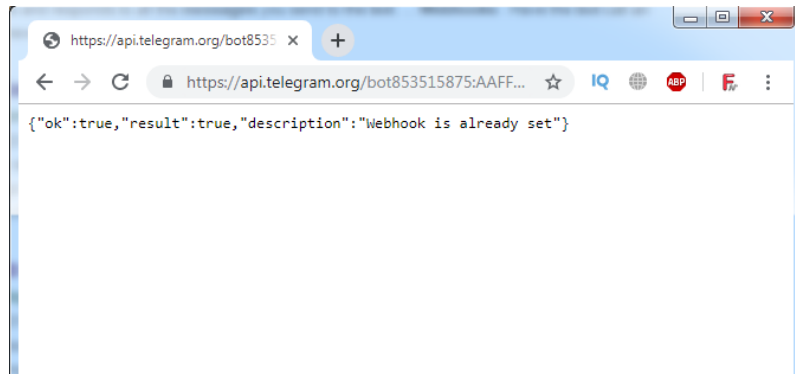 https://api.telegram.org/bot8535
https://api.telegram.org/bot853515875:AAFF...
IQ
ABP
{"ok":true,"result":true,"description":"Webhook is already set"}